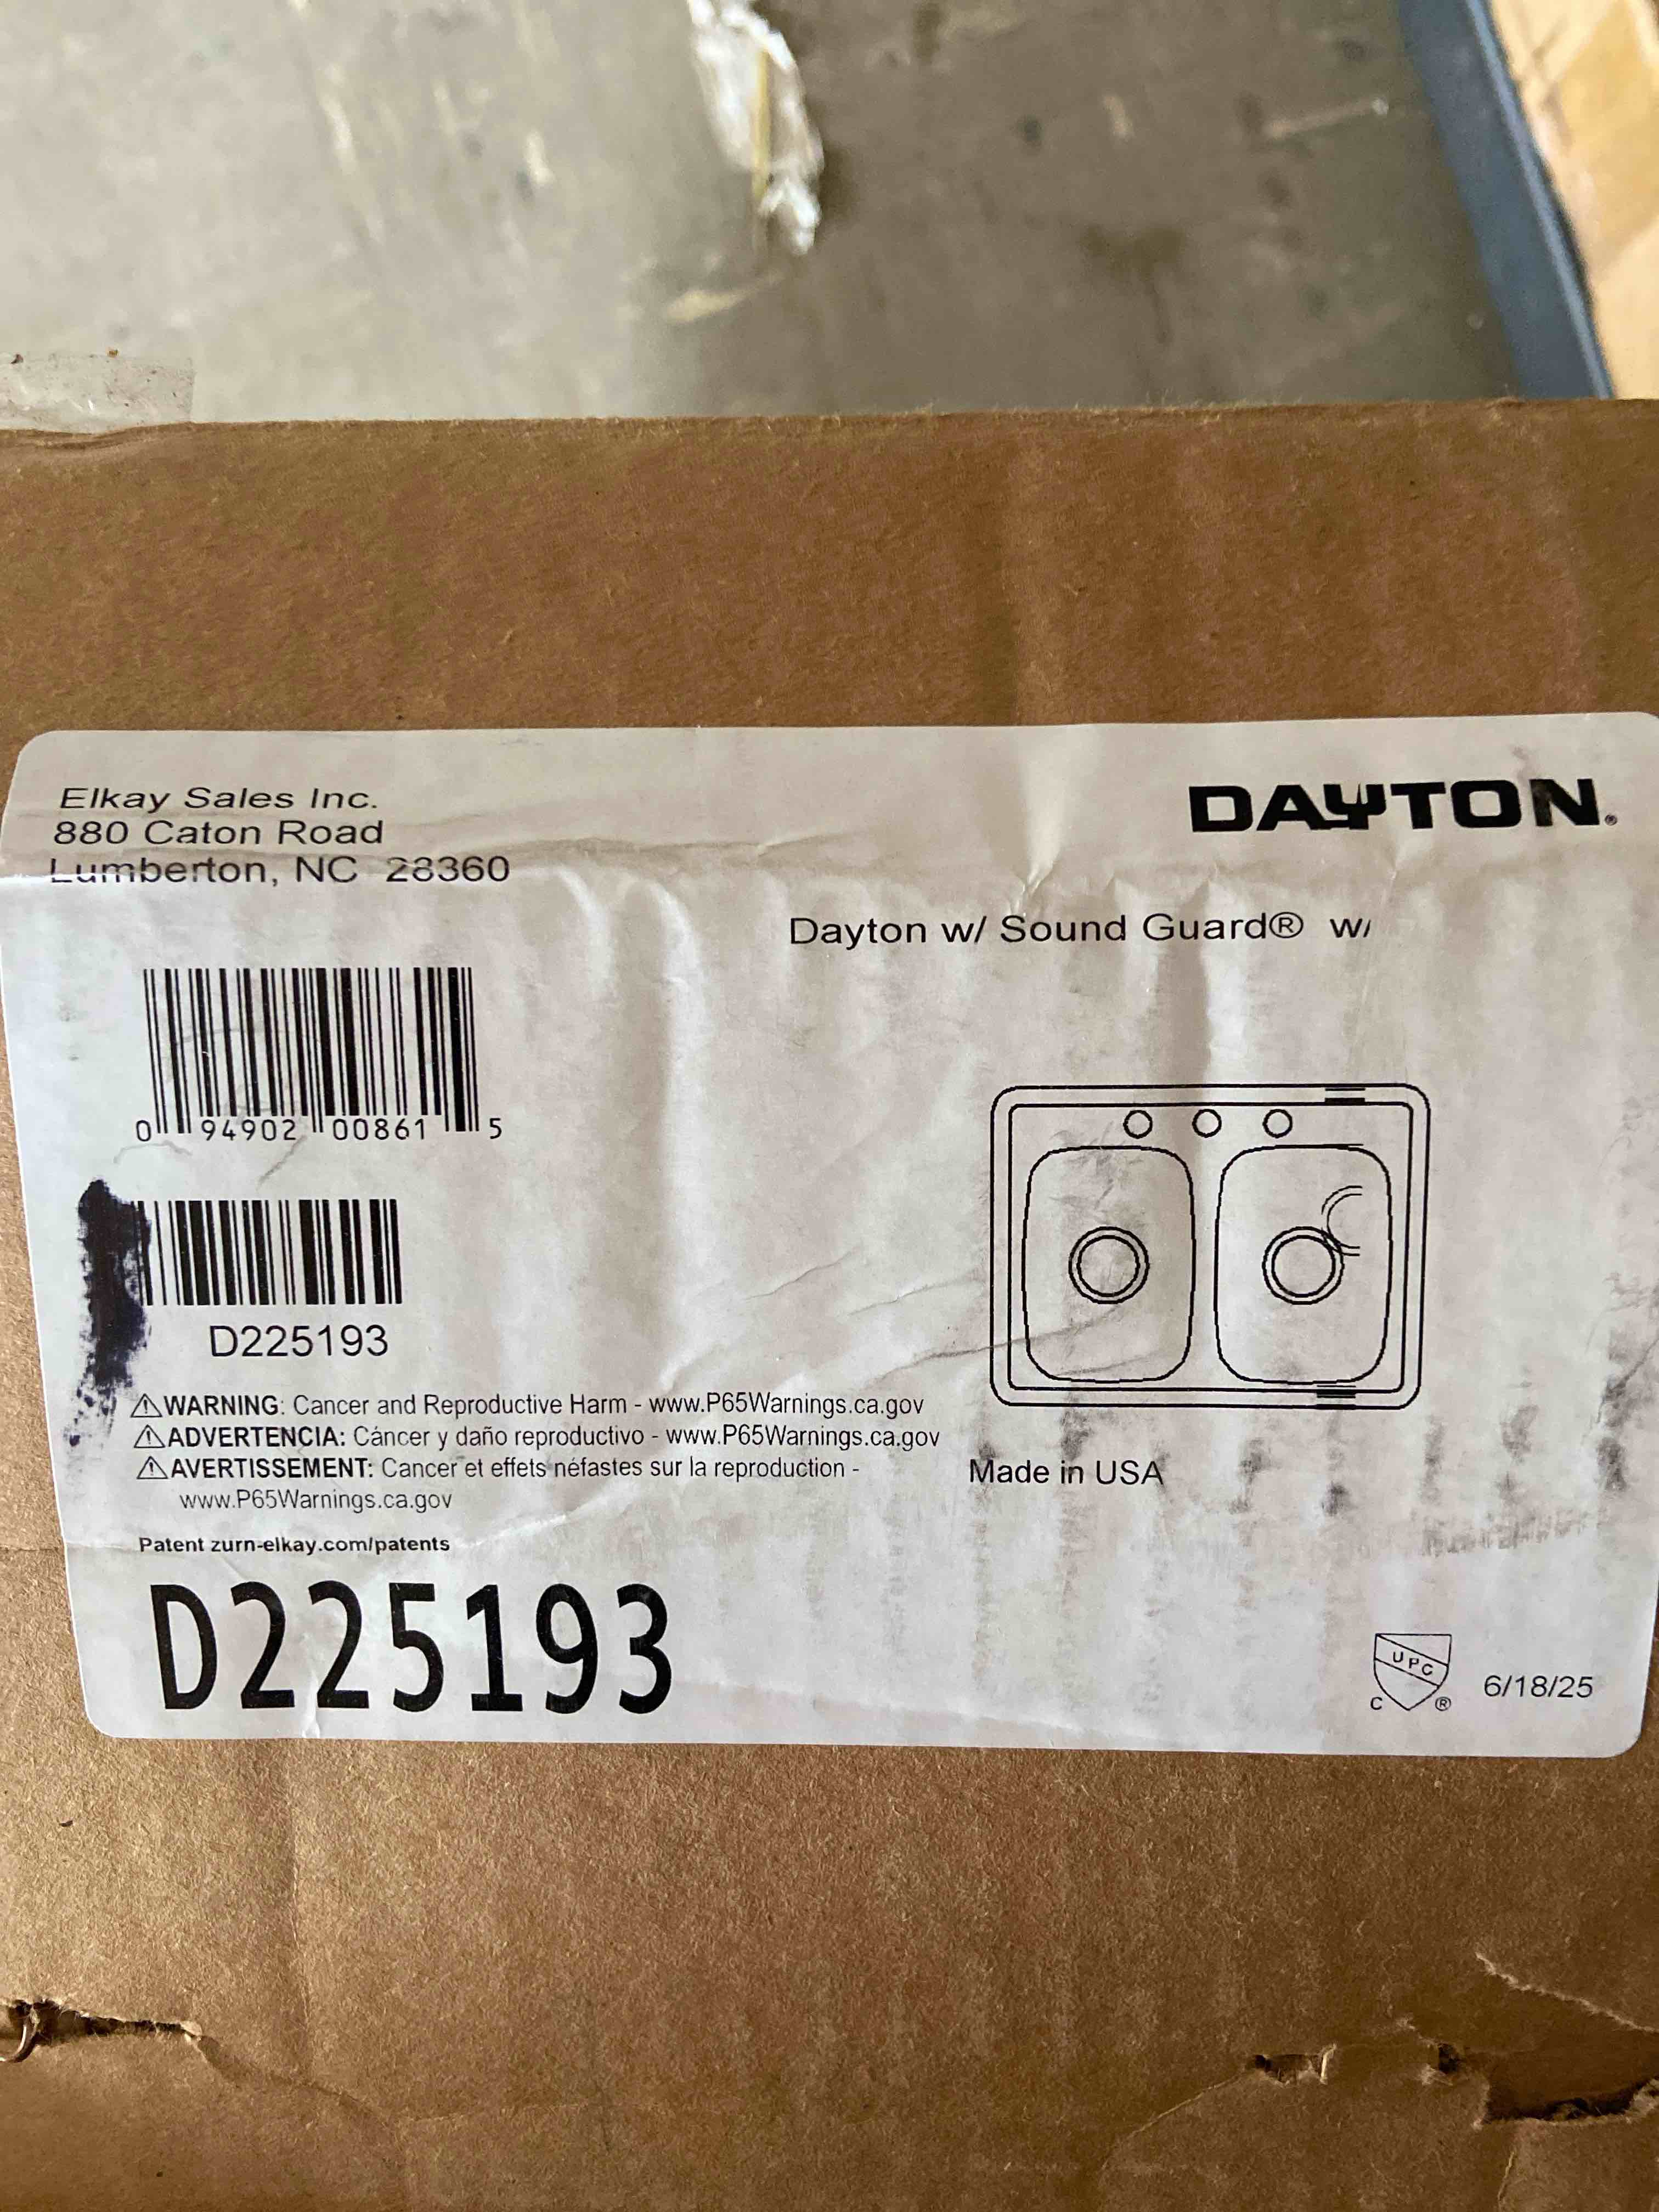 Elkay Sales Inc.
880 Caton Road
Lumberton, NC 28360
DAYTON®
Dayton w/ Sound Guard® w/
0 94902 00861 5
D225193
⚠WARNING: Cancer and Reproductive Harm - www.P65Warnings.ca.gov
⚠ADVERTENCIA: Cáncer y daño reproductivo - www.P65Warnings.ca.gov
⚠AVERTISSEMENT: Cancer et effets néfastes sur la reproduction -
www.P65Warnings.ca.gov
Made in USA
Patent zurn-elkay.com/patents
D225193
UPC
C ®
6/18/25